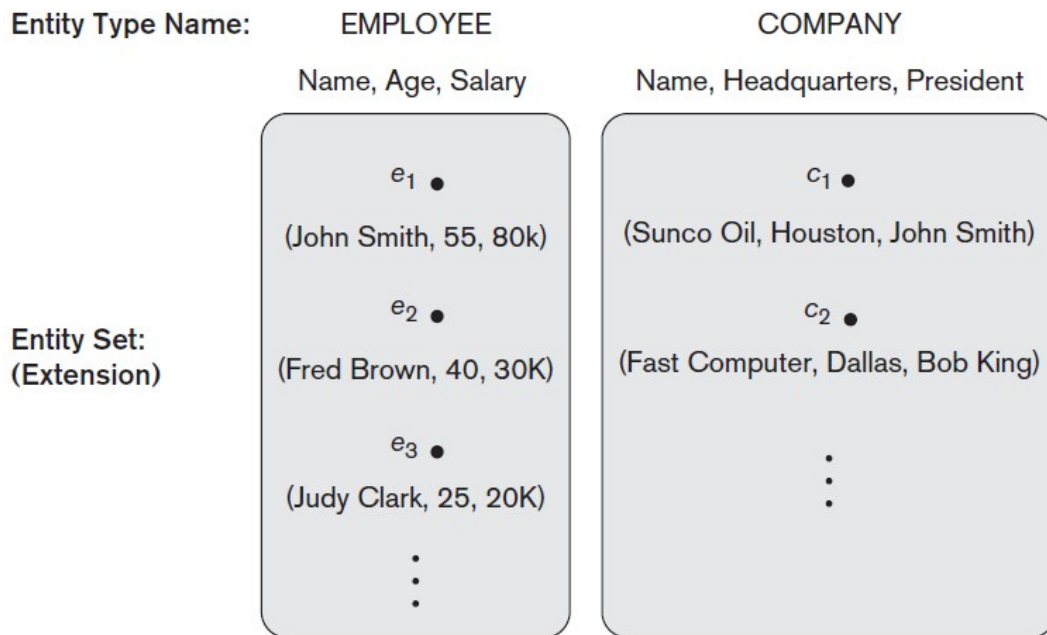 Entity Type Name: EMPLOYEE COMPANY
Name, Age, Salary Name, Headquarters, President
e1
(John Smith, 55, 80k)
e2
(Fred Brown, 40, 30K)
e3
(Judy Clark, 25, 20K)
c1
(Sunco Oil, Houston, John Smith)
c2
(Fast Computer, Dallas, Bob King)
Entity Set:
(Extension)